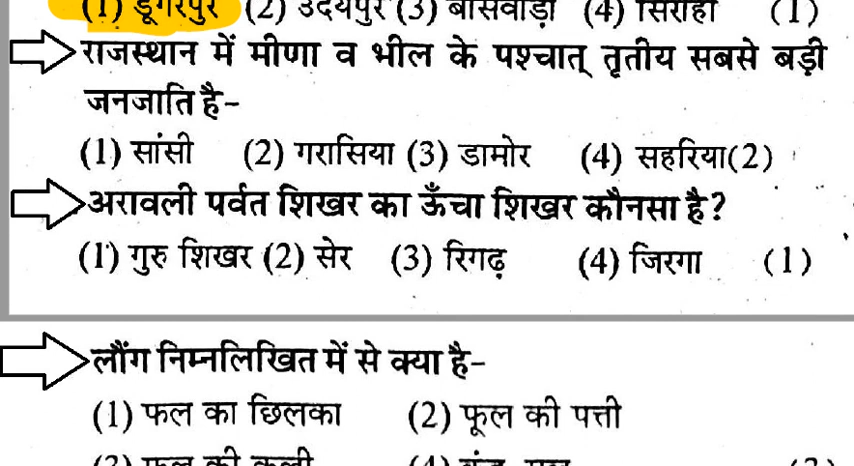 (1) डूंगरपुर (2) उदयपुर (3) बांसवाड़ा (4) सिरोही (1)
राजस्थान में मीणा व भील के पश्चात् तृतीय सबसे बड़ी
जनजाति है-
(1) सांसी (2) गरासिया (3) डामोर (4) सहरिया(2)
अरावली पर्वत शिखर का ऊँचा शिखर कौनसा है?
(1) गुरु शिखर (2) सेर (3) रिगढ़ (4) जिरगा (1)
लौंग निम्नलिखित में से क्या है-
(1) फल का छिलका (2) फूल की पत्ती